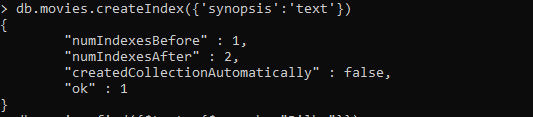 > db.movies.createIndex({'synopsis':'text'})
{
        "numIndexesBefore" : 1,
        "numIndexesAfter" : 2,
        "createdCollectionAutomatically" : false,
        "ok" : 1
}